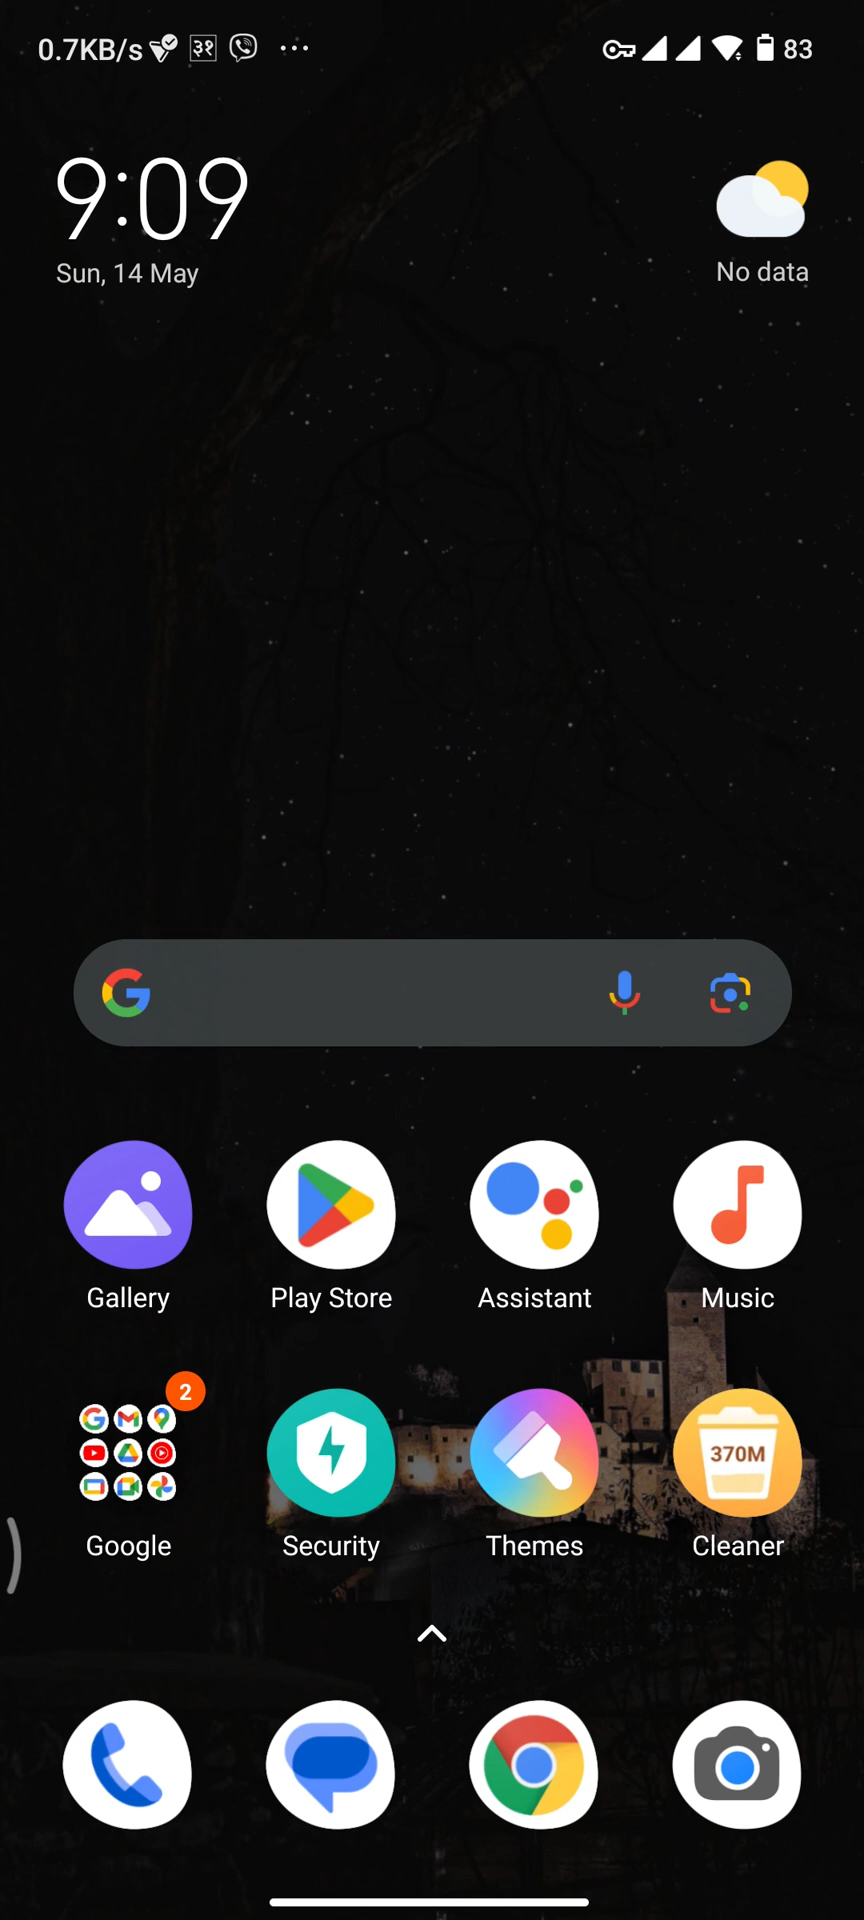 0.7KB/s ३१ ... 83
9:09
Sun, 14 May
No data
Gallery Play Store Assistant Music
2
370M
Google Security Themes Cleaner